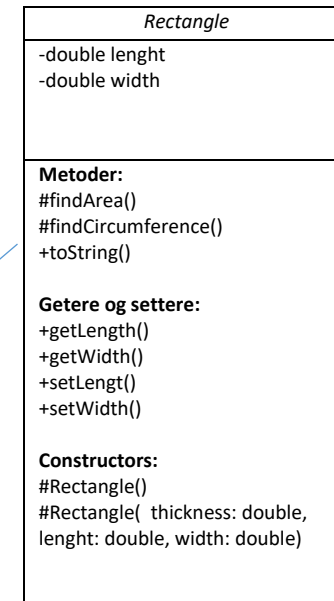 Rectangle
-double lenght
-double width
Metoder:
#findArea()
#findCircumference()
+toString()
Getere og settere:
+getLength()
+getWidth()
+setLengt()
+setWidth()
Constructors:
#Rectangle()
#Rectangle( thickness: double,
lenght: double, width: double)